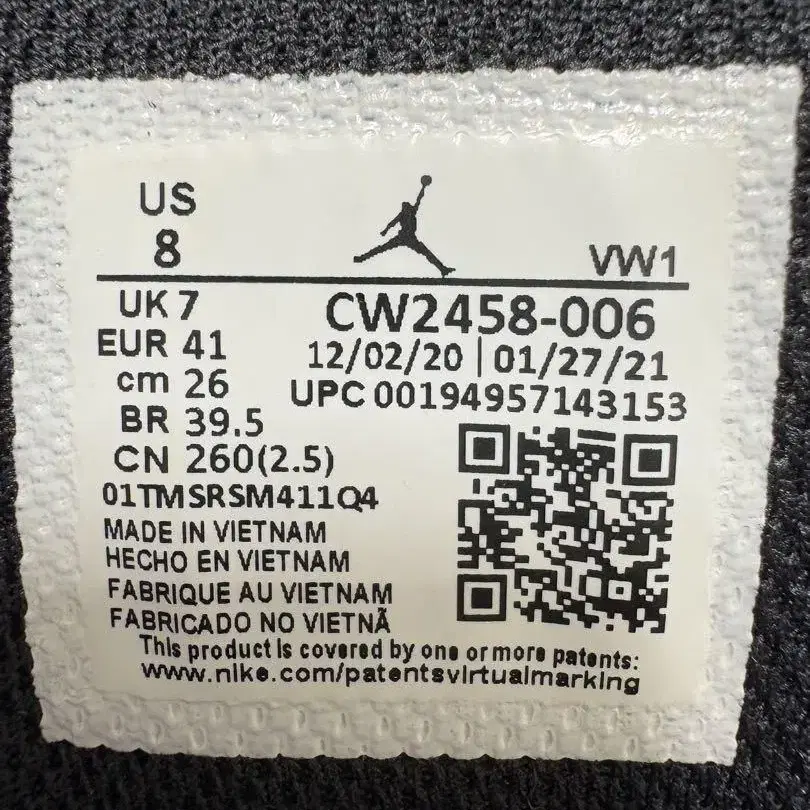 US
8
VW1
UK 7
EUR 41
cm 26
BR 39.5
CN 260(2.5)
CW2458-006
12/02/20 | 01/27/21
UPC 00194957143153
01TMSRSM411Q4
MADE IN VIETNAM
HECHO EN VIETNAM
FABRIQUE AU VIETNAM
FABRICADO NO VIETNÃ
This product is covered by one or more patents:
www.nike.com/patentsvirtualmarking